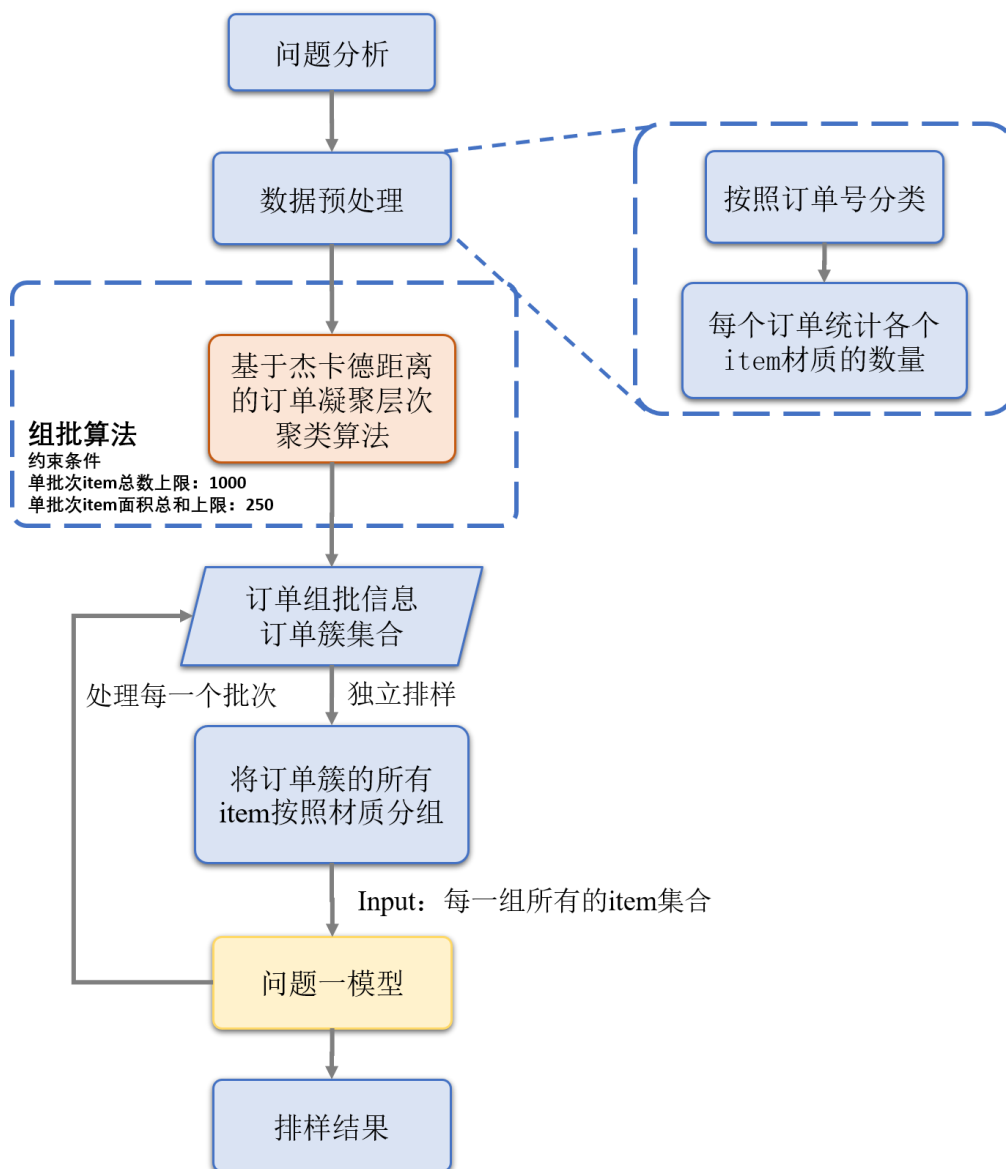 问题分析
数据预处理
按照订单号分类
每个订单统计各个
item材质的数量
基于杰卡德距离
的订单凝聚层次
聚类算法
组批算法
约束条件
单批次item总数上限：1000
单批次item面积总和上限：250
订单组批信息
订单簇集合
处理每一个批次
独立排样
将订单簇的所有
item按照材质分组
Input：每一组所有的item集合
问题一模型
排样结果